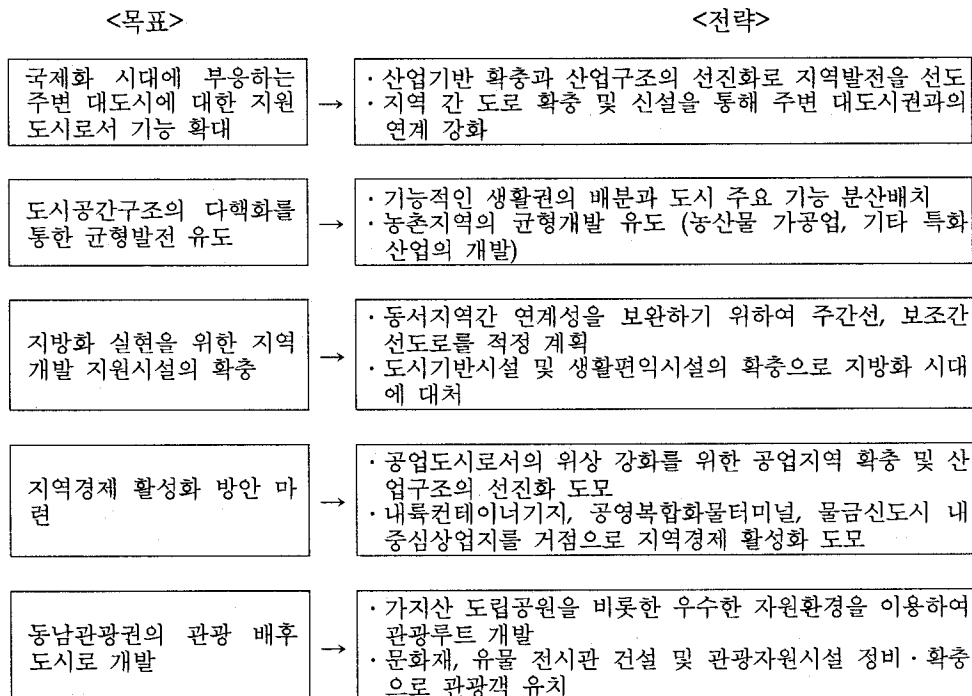 <목표>
<전략>
국제화 시대에 부응하는
주변 대도시에 대한 지원
도시로서 기능 확대
→
· 산업기반 확충과 산업구조의 선진화로 지역발전을 선도
· 지역 간 도로 확충 및 신설을 통해 주변 대도시권과의
연계 강화
도시공간구조의 다핵화를
통한 균형발전 유도
→
· 기능적인 생활권의 배분과 도시 주요 기능 분산배치
· 농촌지역의 균형개발 유도 (농산물 가공업, 기타 특화
산업의 개발)
지방화 실현을 위한 지역
개발 지원시설의 확충
→
· 동서지역간 연계성을 보완하기 위하여 주간선, 보조간
선도로를 적정 계획
· 도시기반시설 및 생활편익시설의 확충으로 지방화 시대
에 대처
지역경제 활성화 방안 마
련
→
· 공업도시로서의 위상 강화를 위한 공업지역 확충 및 산
업구조의 선진화 도모
· 내륙컨테이너기지, 공영복합화물터미널, 물금신도시 내
중심상업지를 거점으로 지역경제 활성화 도모
동남관광권의 관광 배후
도시로 개발
→
· 가지산 도립공원을 비롯한 우수한 자원환경을 이용하여
관광루트 개발
· 문화재, 유물 전시관 건설 및 관광자원시설 정비 · 확충
으로 관광객 유치